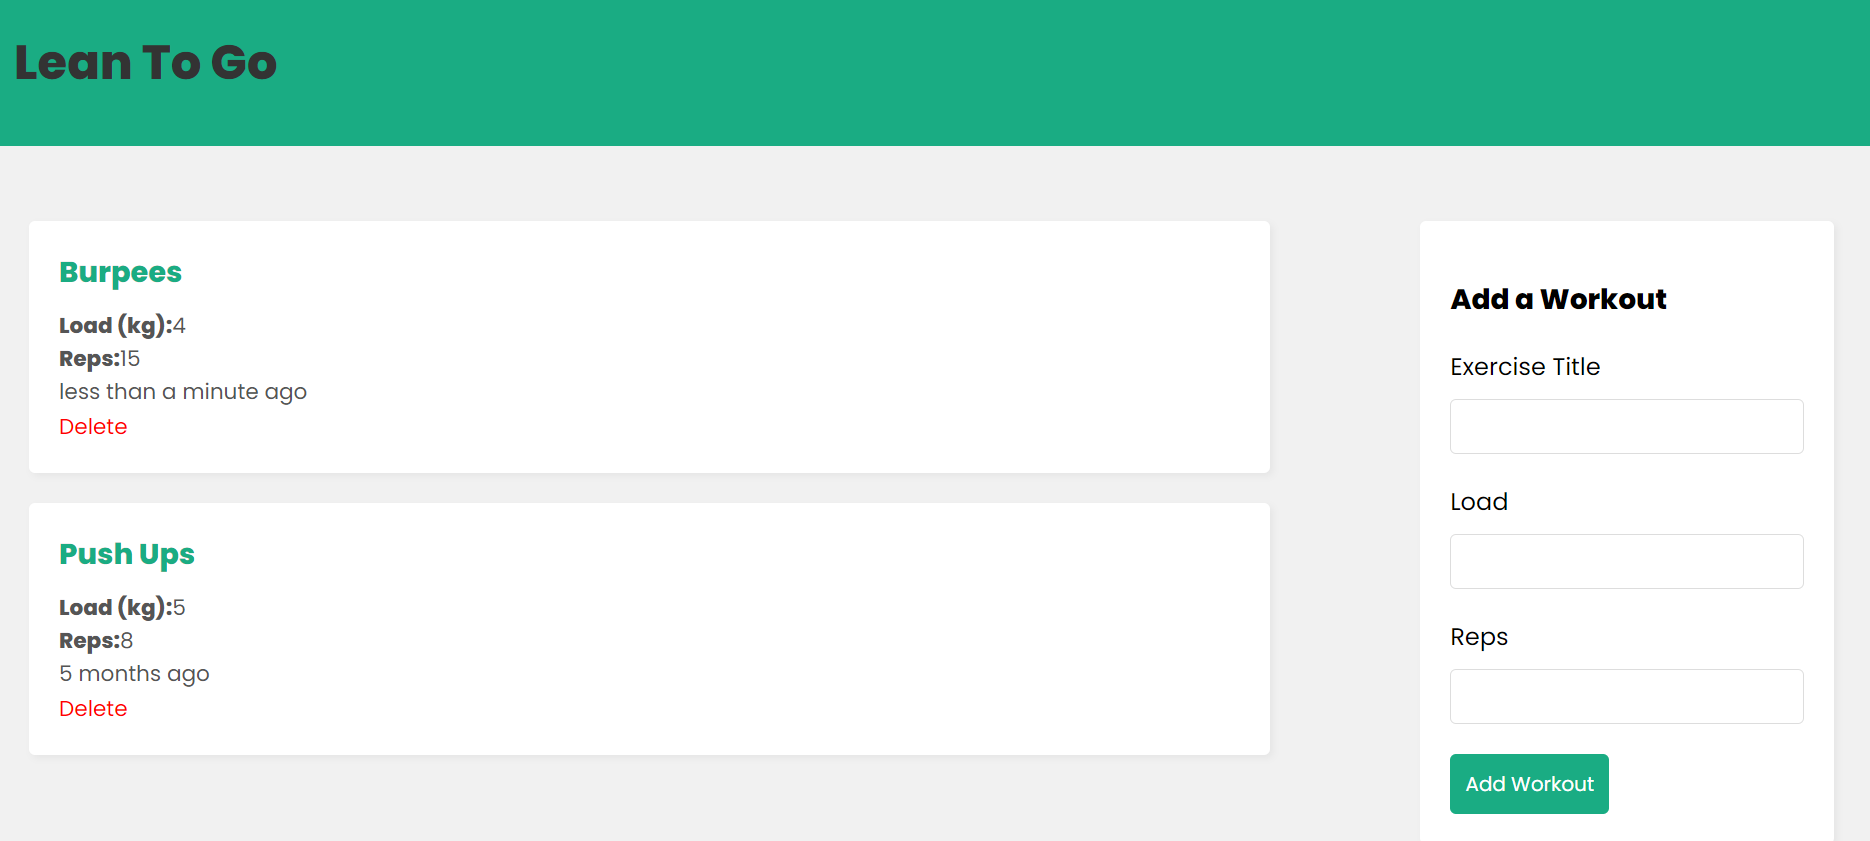 Lean To Go
Burpees
Load (kg):4
Reps:15
less than a minute ago
Delete
Push Ups
Load (kg):5
Reps:8
5 months ago
Delete
Add a Workout
Exercise Title
Load
Reps
Add Workout